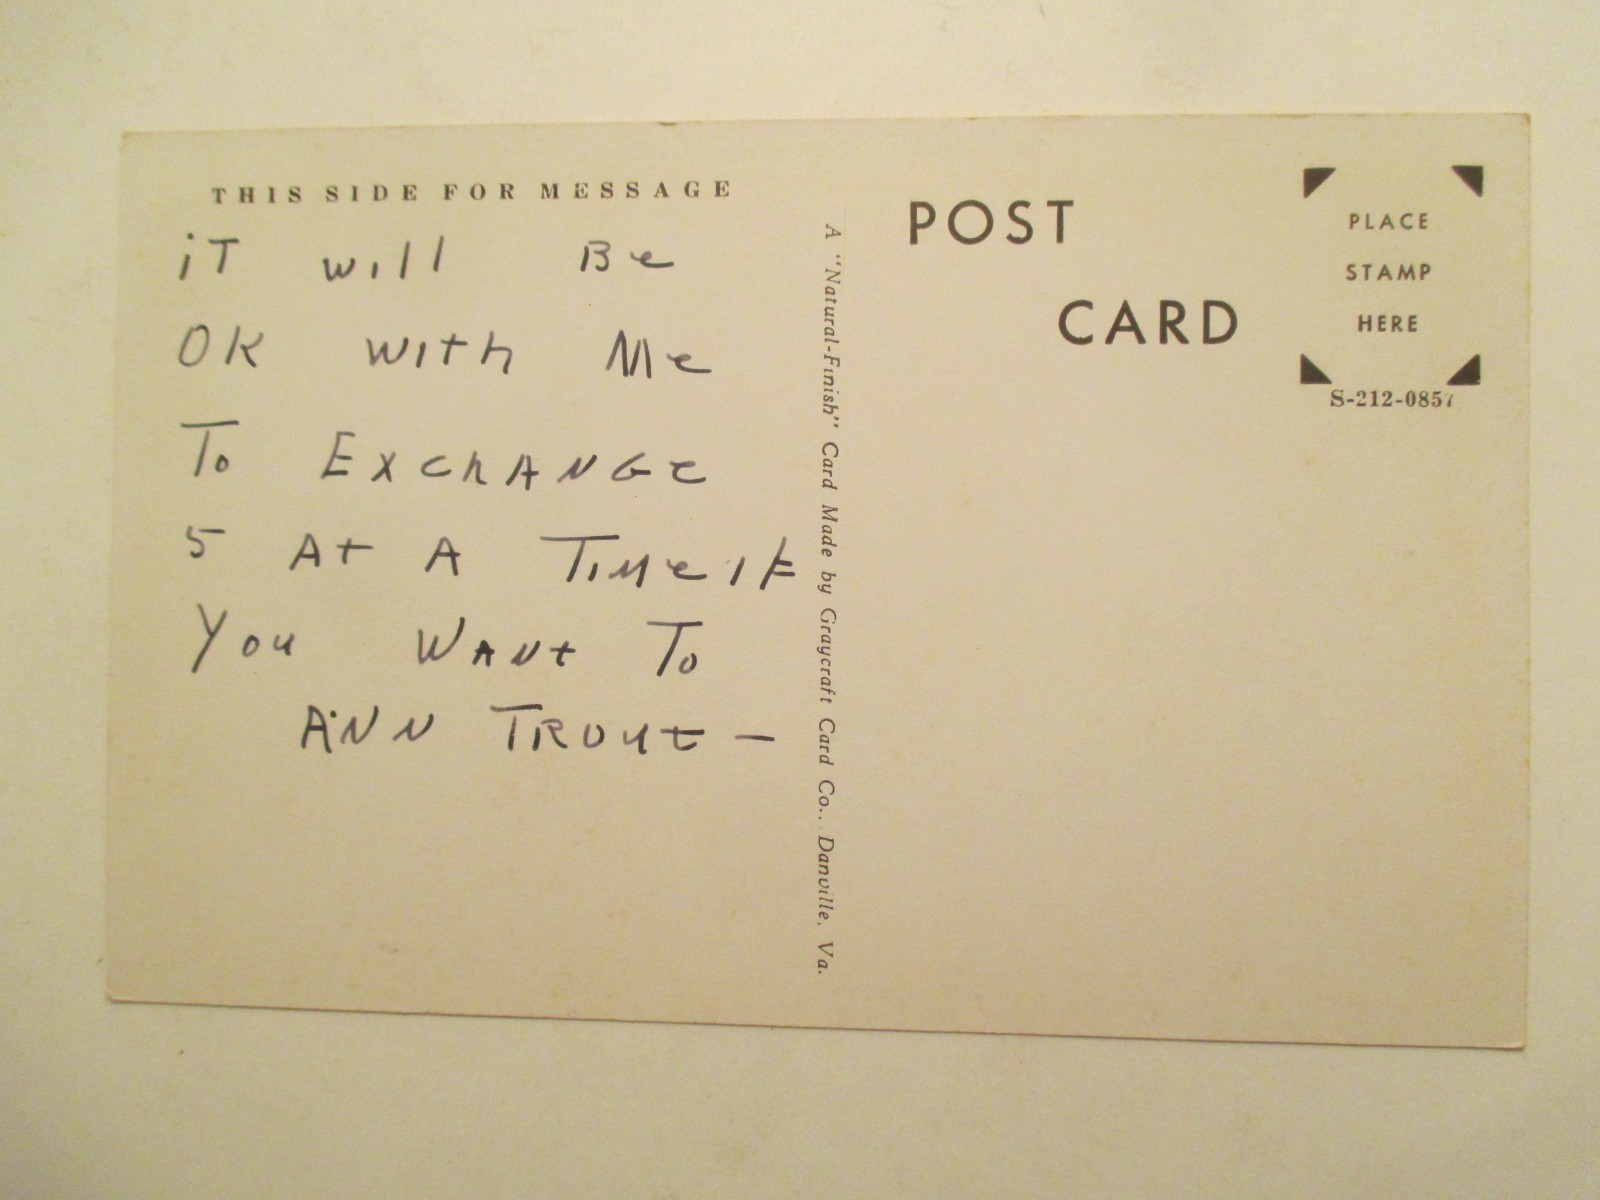 THIS SIDE FOR MESSAGE
iT will Be
OK with Me
To ExchANGe
5 At A Time IF
You WANt To
ANN TROUt -
A "Natural-Finish" Card Made by Graycraft Card Co., Danville, Va.
POST
CARD
PLACE
STAMP
HERE
S-212-0857